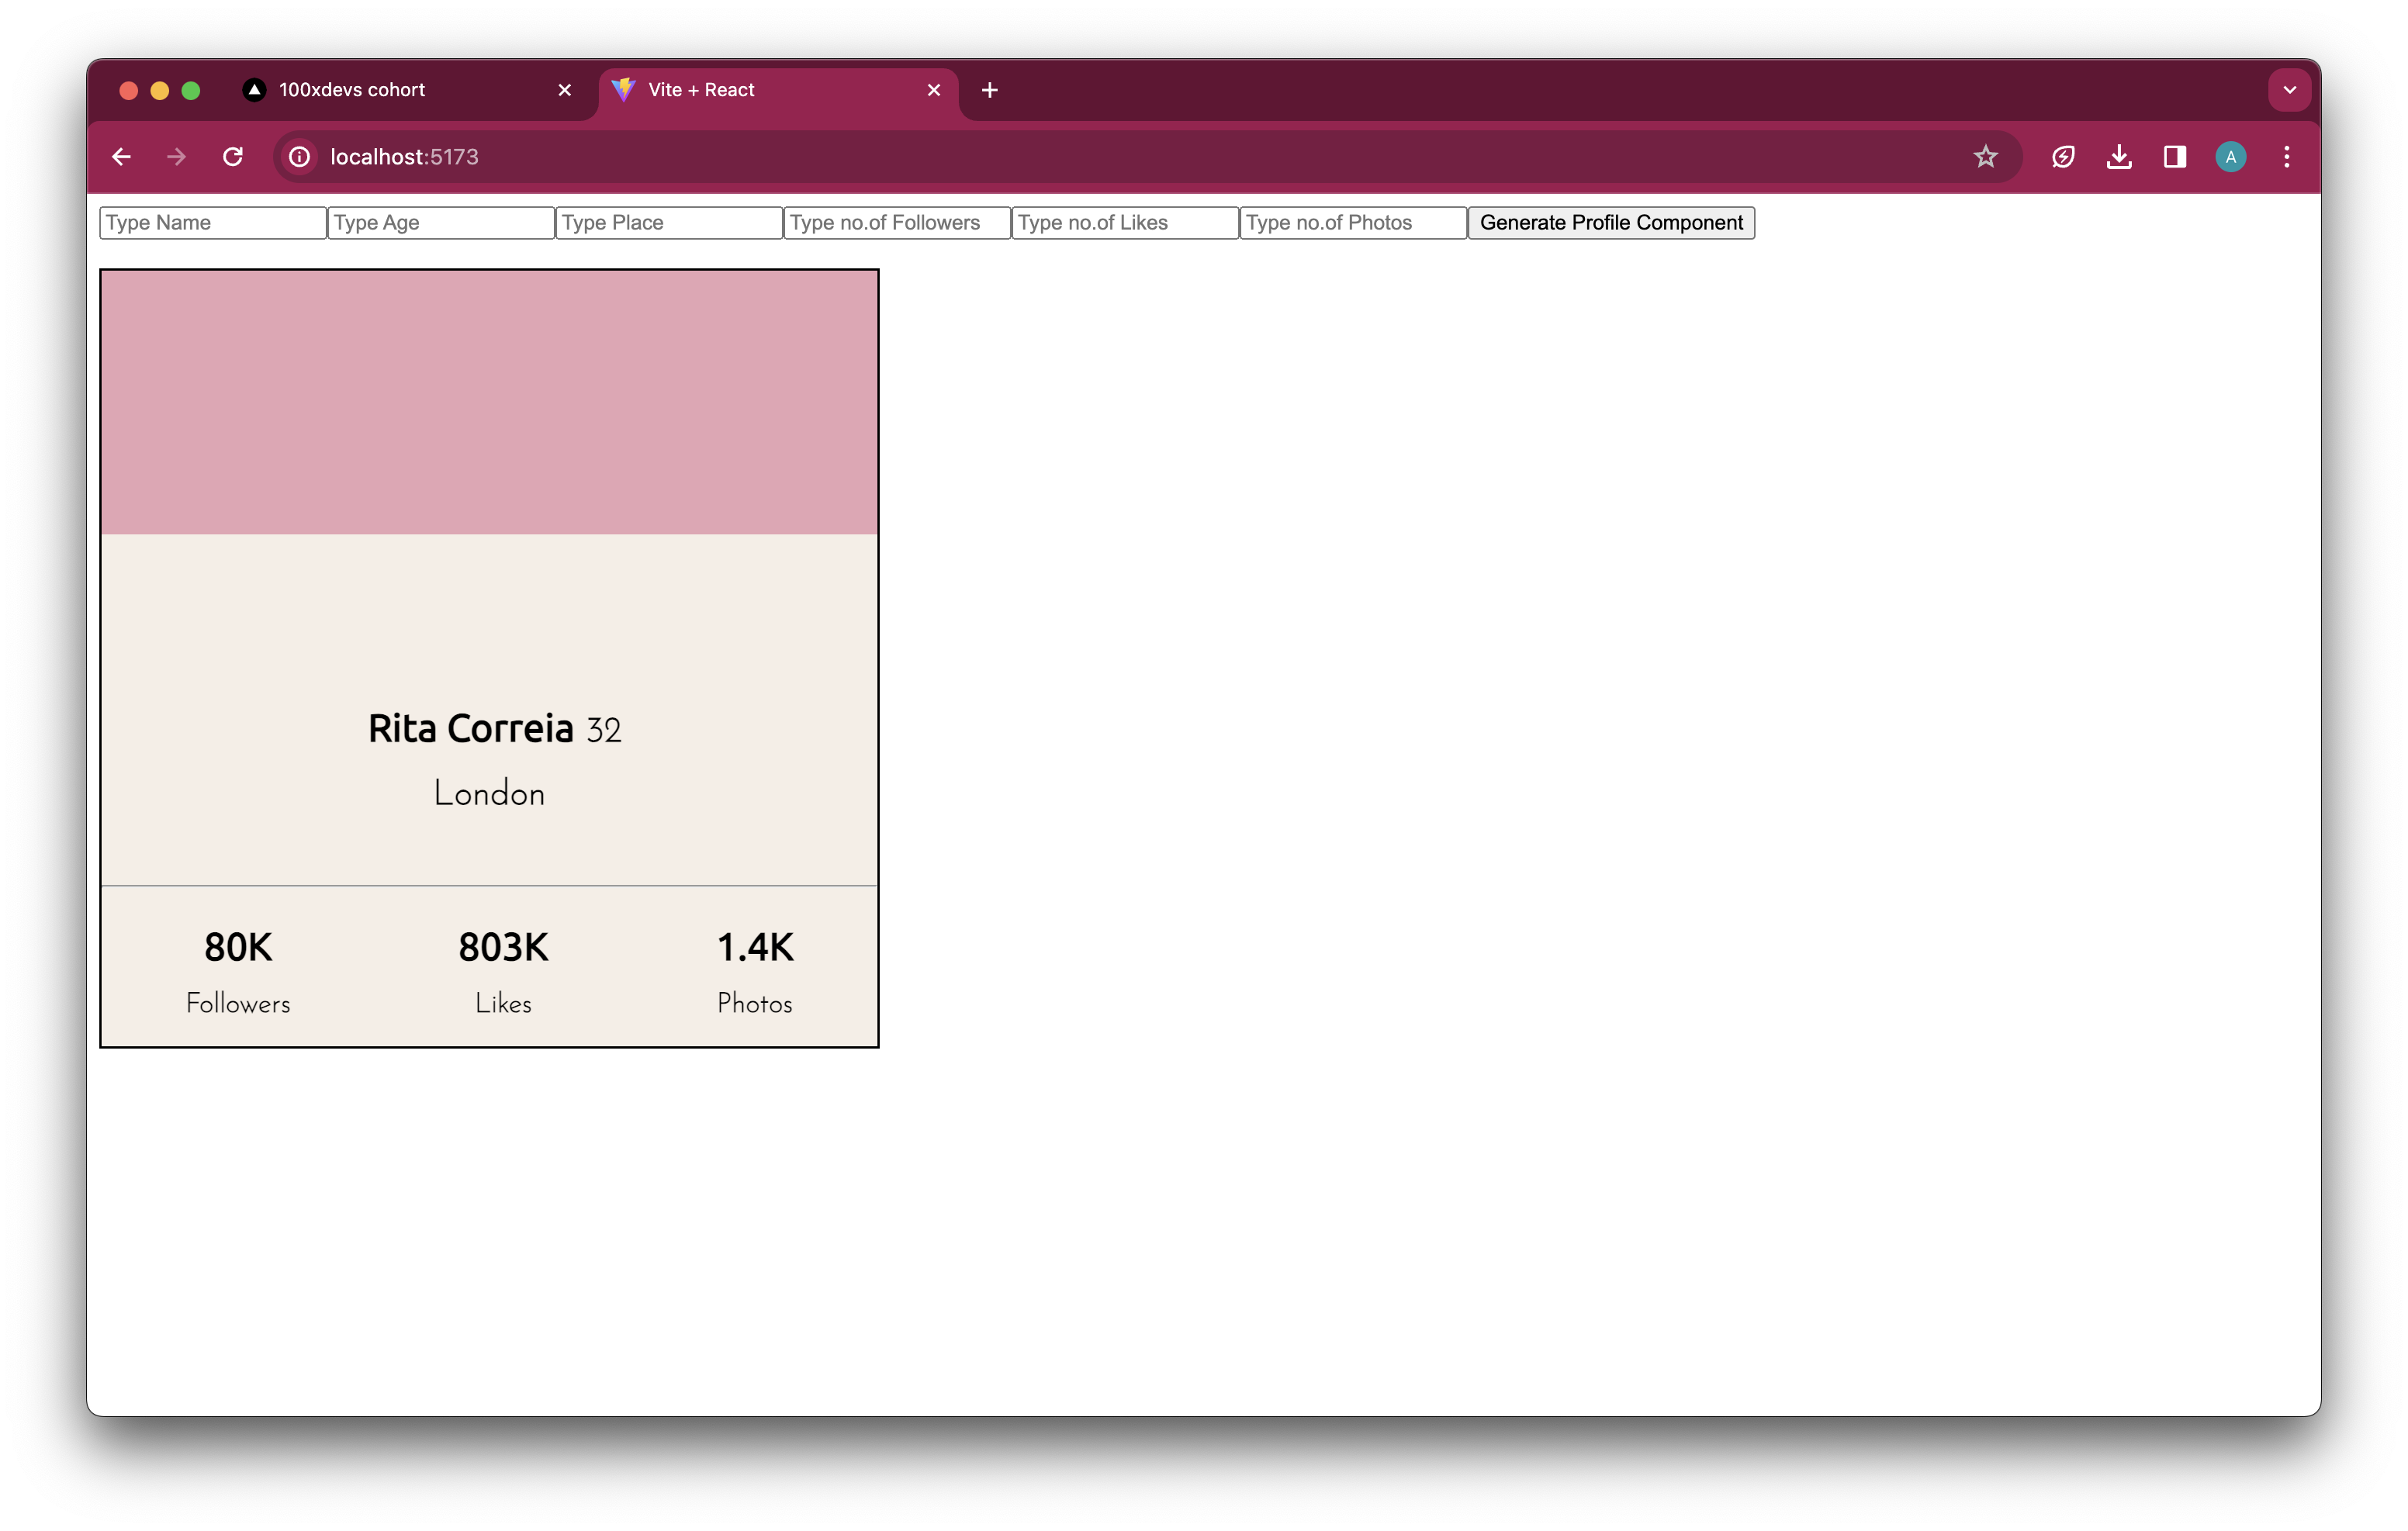 100xdevs cohort
Vite + React
localhost:5173
A
Type Name Type Age Type Place Type no.of Followers Type no.of Likes Type no.of Photos Generate Profile Component
Rita Correia 32
London
80K 803K 1.4K
Followers Likes Photos